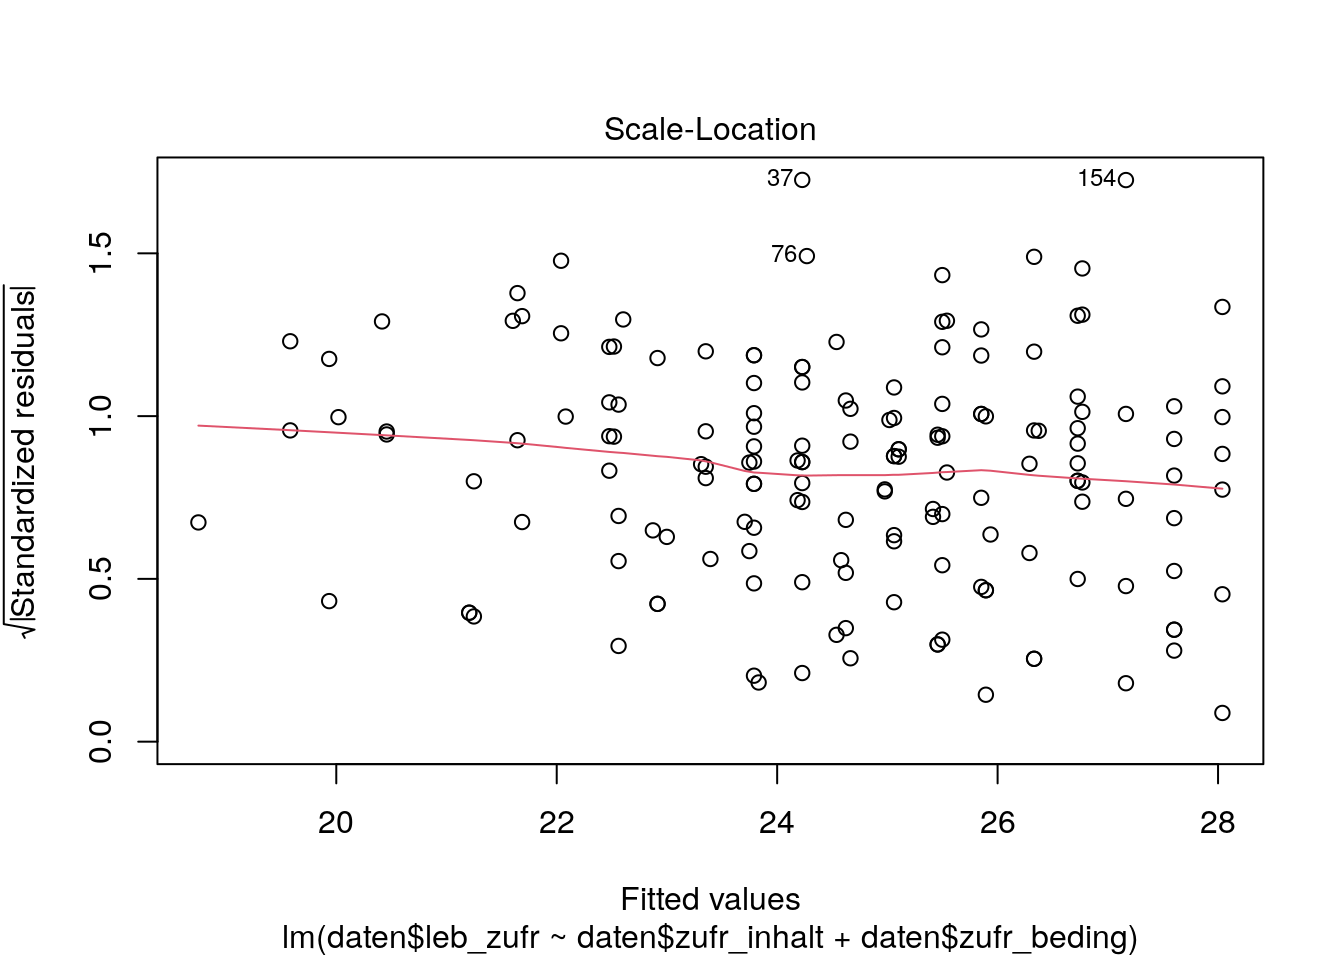 Scale-Location
37
154
76
√|Standardized residuals|
1.5
1.0
0.5
0.0
20 22 24 26 28
Fitted values
lm(daten$leb_zufr ~ daten$zufr_inhalt + daten$zufr_beding)